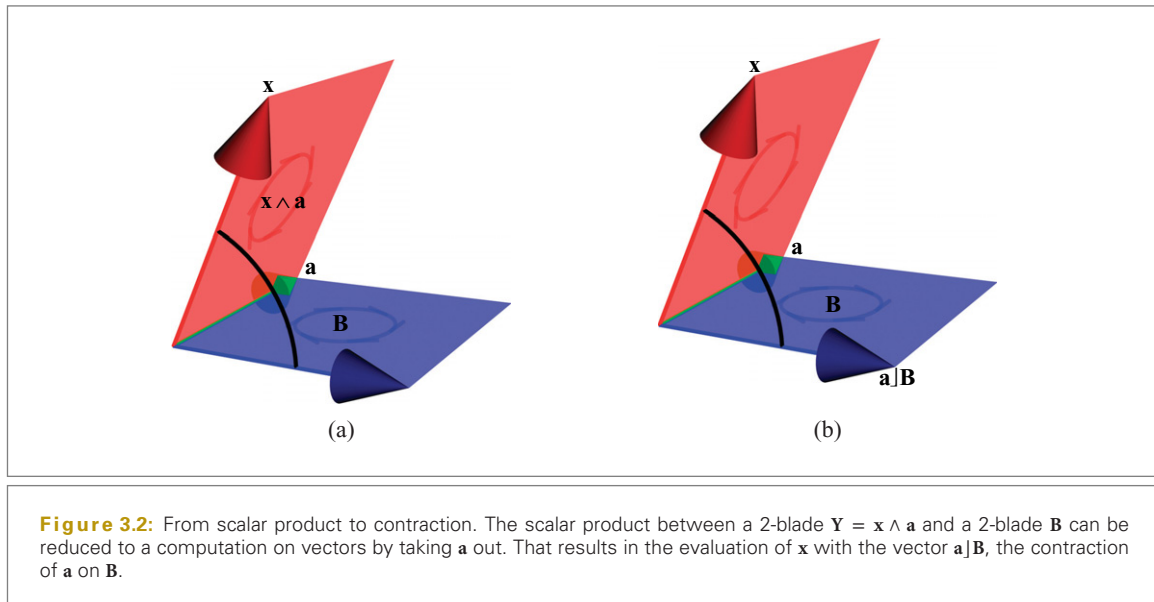 x
x ∧ a
a
B
(a)
x
a
B
a⌋B
(b)
Figure 3.2: From scalar product to contraction. The scalar product between a 2-blade Y = x ∧ a and a 2-blade B can be
reduced to a computation on vectors by taking a out. That results in the evaluation of x with the vector a⌋B, the contraction
of a on B.